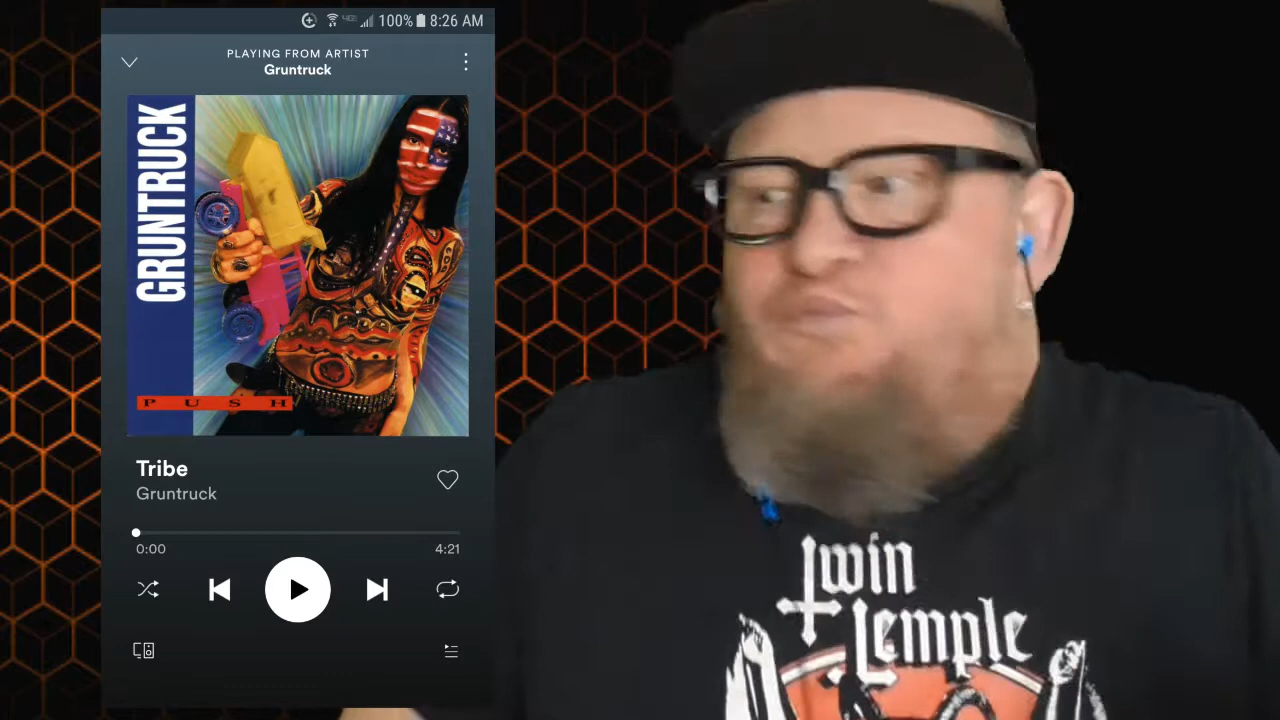 100% 8:26 AM
PLAYING FROM ARTIST
Gruntruck
GRUNTRUCK
PUSH
Tribe
Gruntruck
0:00
4:21
twin
temple